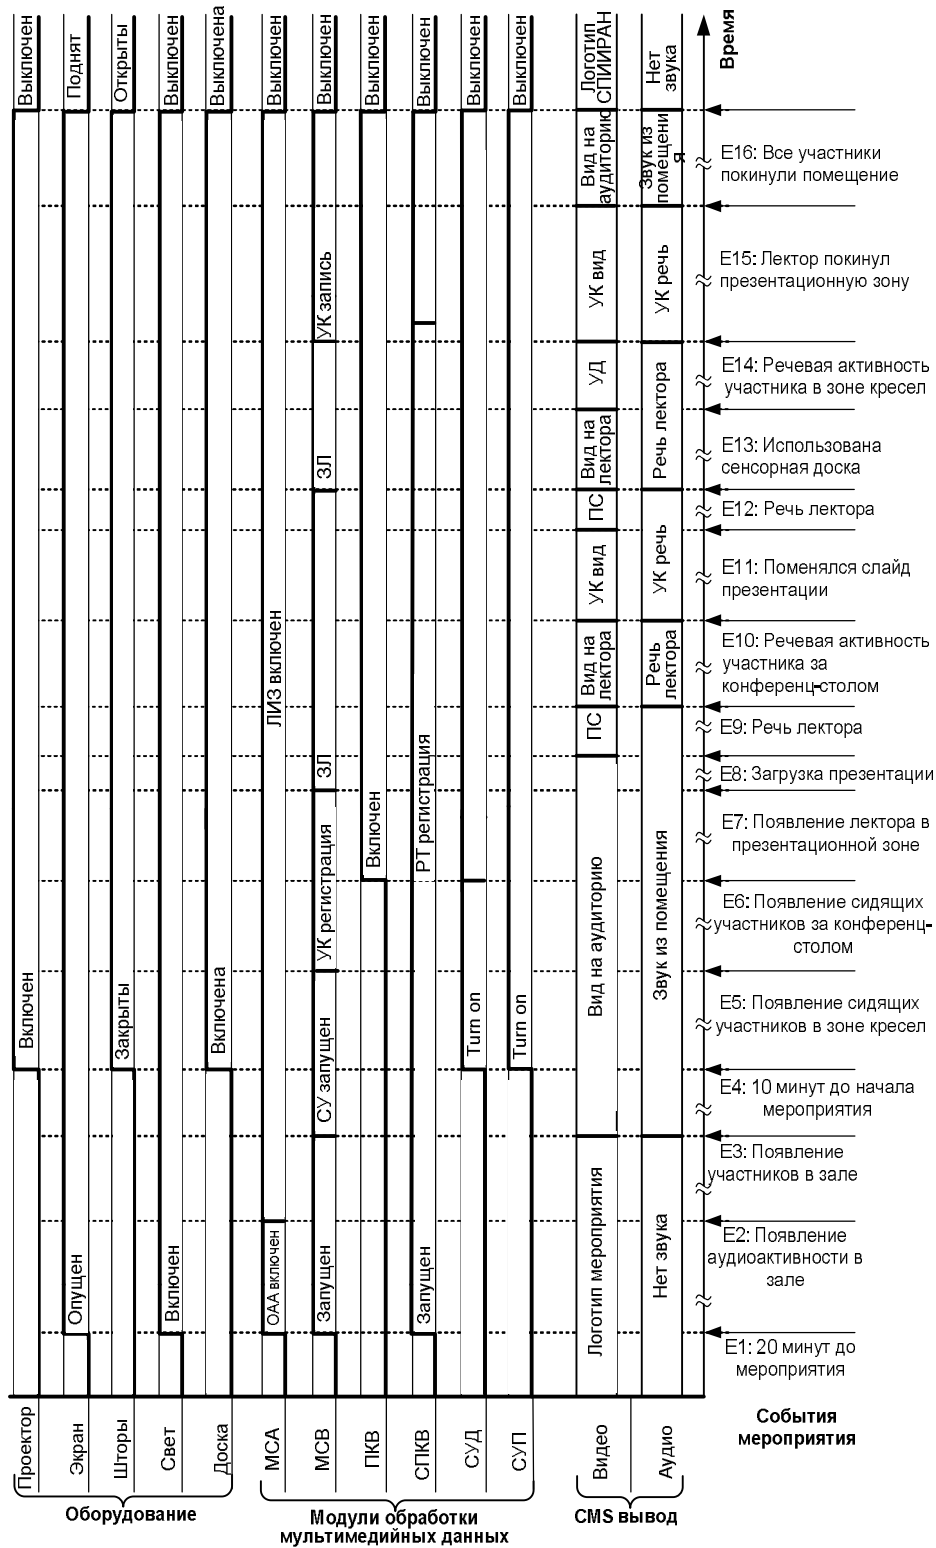 Выключен
Поднят
Открыты
Выключен
Выключена
Выключен
Выключен
Выключен
Выключен
Выключен
Выключен
Логотип
СПИИРАН
Нет
звука
Время
Вид на
аудиторию
Звук из
помещени
я
E16: Все участники
покинули помещение
УК запись
УК вид
УК речь
E15: Лектор покинул
презентационную зону
УД
Речь лектора
E14: Речевая активность
участника в зоне кресел
ЗЛ
Вид на
лектора
E13: Использована
сенсорная доска
ПС
E12: Речь лектора
УК вид
УК речь
E11: Поменялся слайд
презентации
ЛИЗ включен
Вид на
лектора
Речь
лектора
E10: Речевая активность
участника за
конференц-столом
ПС
E9: Речь лектора
ЗЛ
E8: Загрузка презентации
Включен
РТ регистрация
E7: Появление лектора в
презентационной зоне
УК регистрация
Вид на аудиторию
Звук из помещения
E6: Появление сидящих
участников за конференц-
столом
Включен
Закрыты
Включена
Turn on
Turn on
E5: Появление сидящих
участников в зоне кресел
СУ запущен
E4: 10 минут до начала
мероприятия
E3: Появление
участников в зале
Опущен
Включен
ОАА включен
Запущен
Запущен
Логотип мероприятия
Нет звука
E2: Появление
аудиоактивности в
зале
E1: 20 минут до
мероприятия
Проектор
Экран
Шторы
Свет
Доска
МСА
МСВ
ПКВ
СПКВ
СУД
СУП
Видео
Аудио
События
мероприятия
Оборудование
Модули обработки
мультимедийных данных
CMS вывод